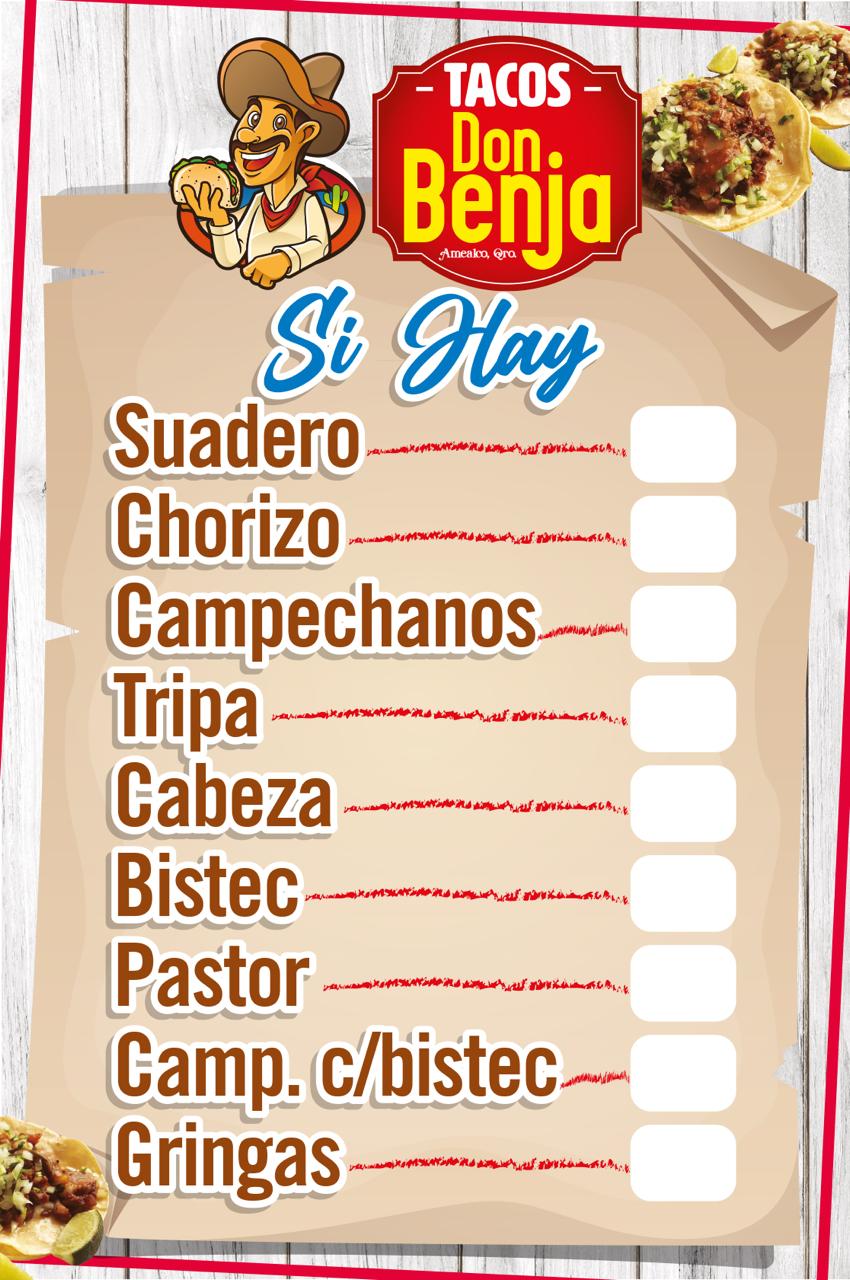 - TACOS -
Don
Benja
Amealco, Qro.
Si Hay
Suadero
Chorizo
Campechanos
Tripa
Cabeza
Bistec
Pastor
Camp. c/bistec
Gringas